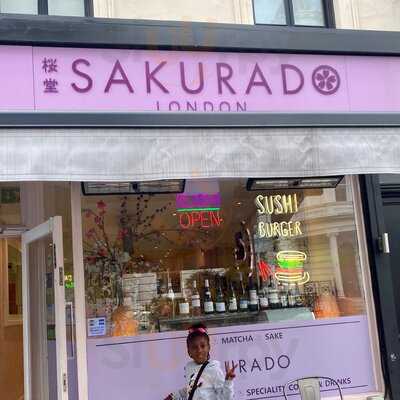 桜堂
SAKURADO
LONDON
OPEN
SUSHI
BURGER
MATCHA SAKE
URADO
SPECIALITY & DRINKS